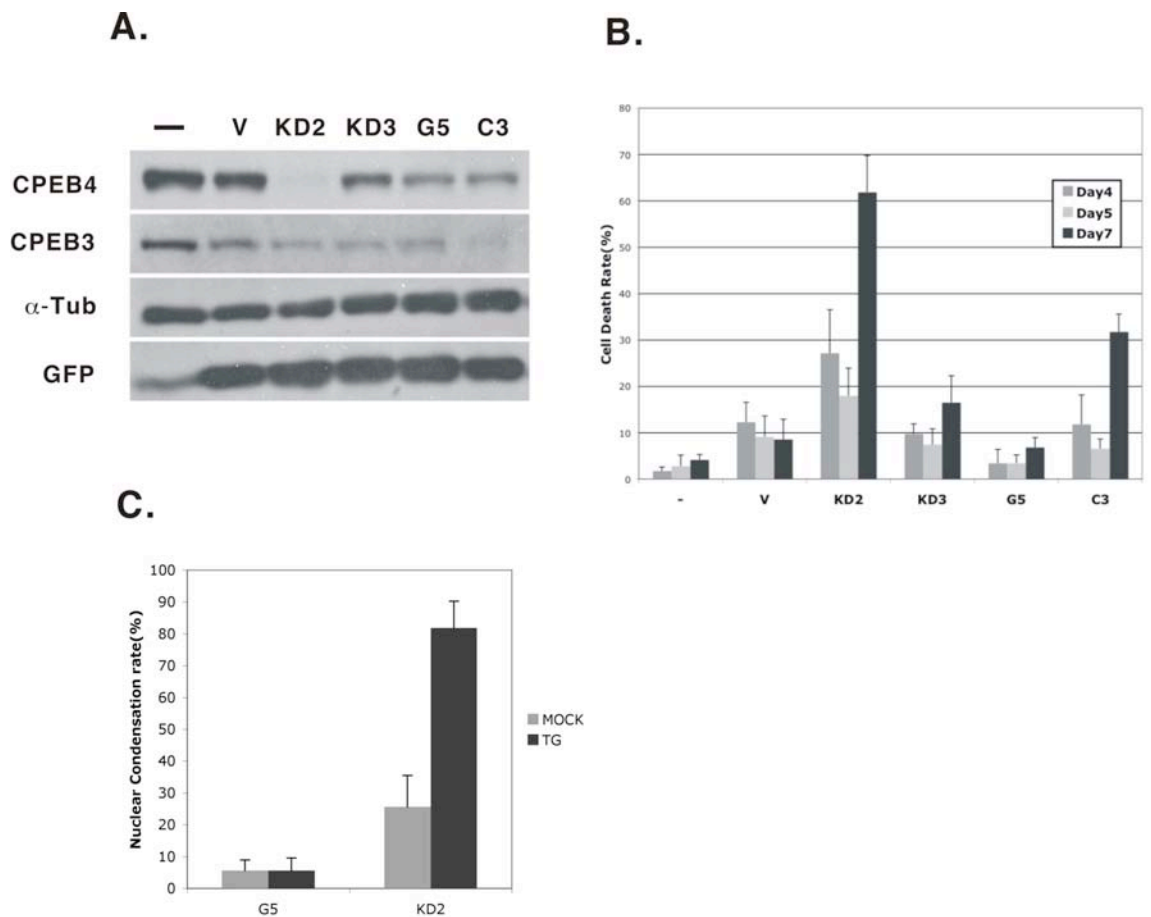 A.
— V KD2 KD3 G5 C3
CPEB4
CPEB3
α-Tub
GFP
B.
80
70
60
50
40
30
20
10
0
Cell Death Rate(%)
Day4
Day5
Day7
- V KD2 KD3 G5 C3
C.
100
90
80
70
60
50
40
30
20
10
0
Nuclear Condensation rate(%)
MOCK
TG
G5 KD2